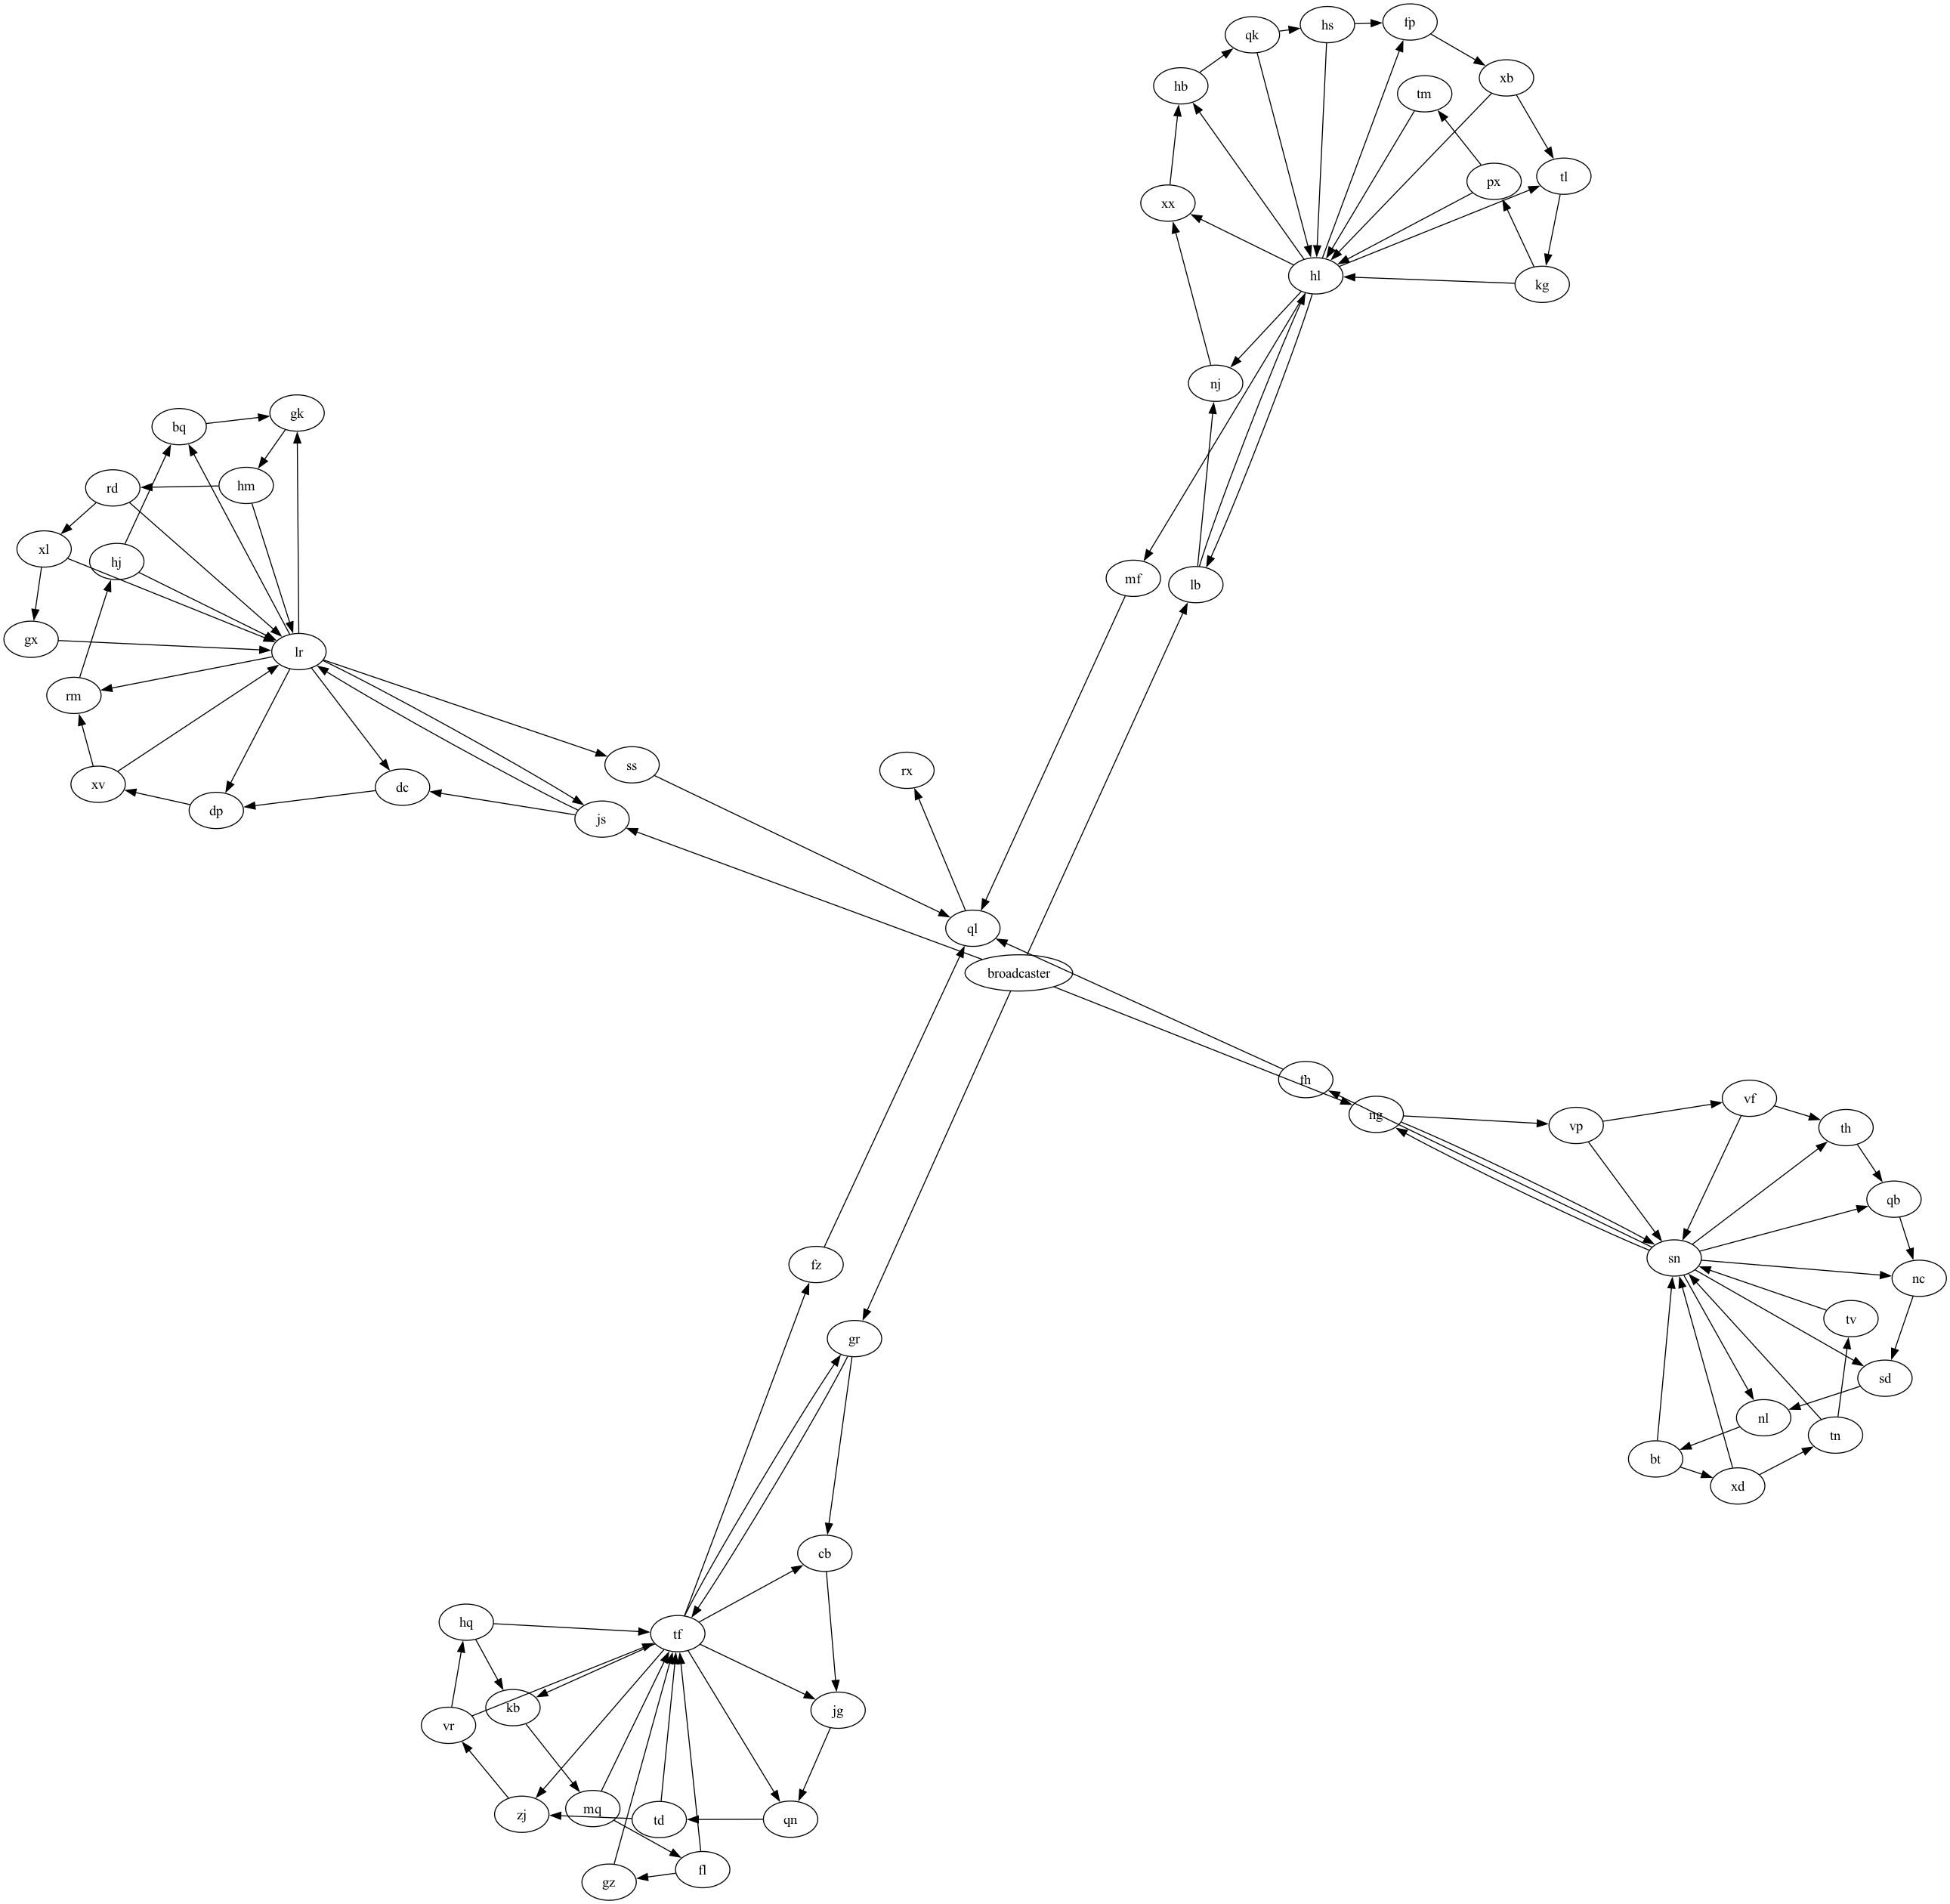 fp
hs
qk
xb
hb
tm
tl
px
xx
hl
kg
nj
gk
bq
hm
rd
xl
hj
mf
lb
gx
lr
rm
ss
rx
xv
dc
dp
js
ql
broadcaster
fh
vf
ng
vp
th
qb
sn
fz
nc
tv
gr
sd
nl
tn
bt
xd
cb
hq
tf
kb
jg
vr
mq
zj
td
qn
fl
gz